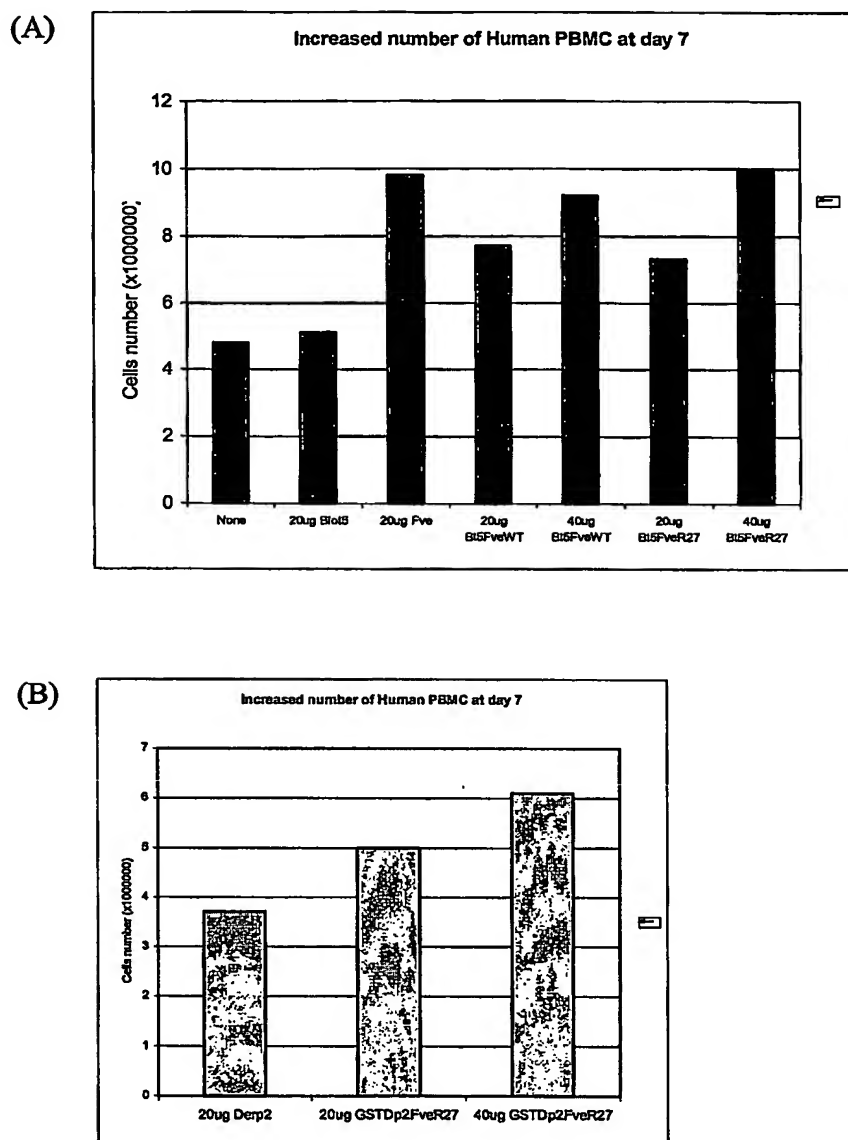 (A)
Increased number of Human PBMC at day 7
Cells number (x1000000)
12
10
8
6
4
2
0
None
20ug Blot5
20ug Fve
20ug
Bt5FveWT
40ug
Bt5FveWT
20ug
Bt5FveR27
40ug
Bt5FveR27
(B)
Increased number of Human PBMC at day 7
Cells number (x1000000)
7
6
5
4
3
2
1
0
20ug Derp2
20ug GSTDp2FveR27
40ug GSTDp2FveR27